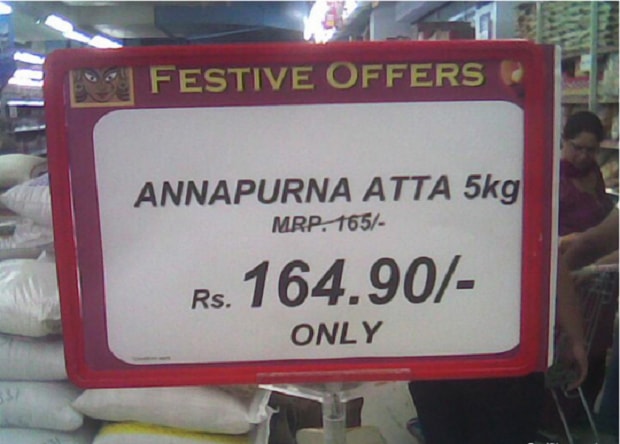 FESTIVE OFFERS
ANNAPURNA ATTA 5kg
MRP. 165/-
Rs. 164.90/-
ONLY